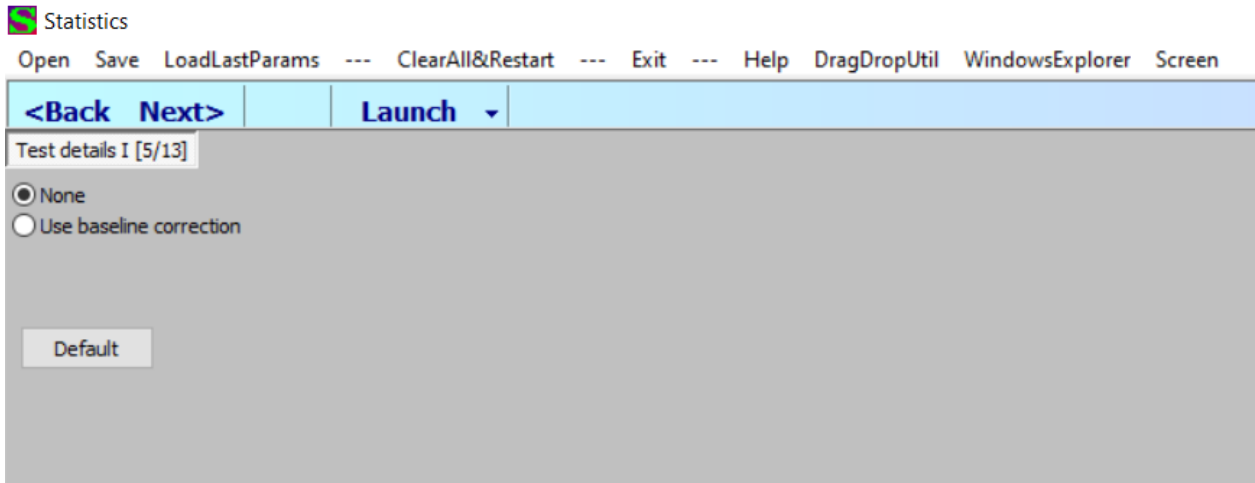 Statistics
Open Save LoadLastParams --- ClearAll&Restart --- Exit --- Help DragDropUtil WindowsExplorer Screen
<Back Next> Launch
Test details I [5/13]
None
Use baseline correction
Default